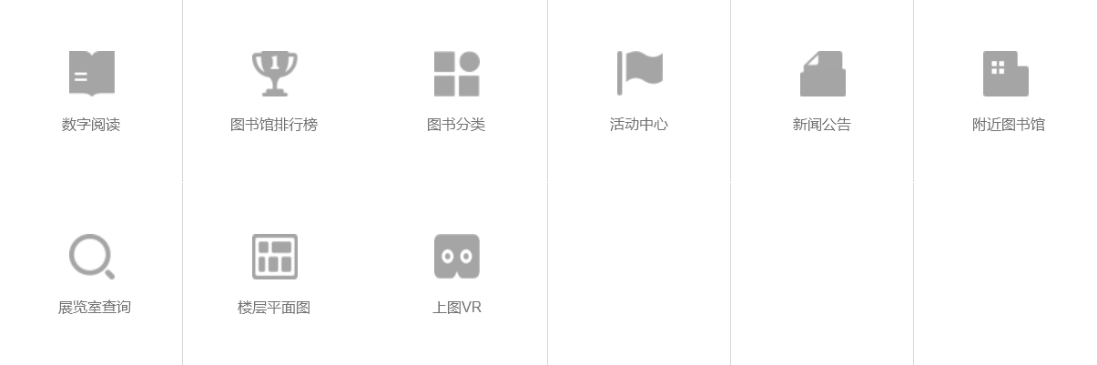 数字阅读
图书馆排行榜
图书分类
活动中心
新闻公告
附近图书馆
展览室查询
楼层平面图
上图VR